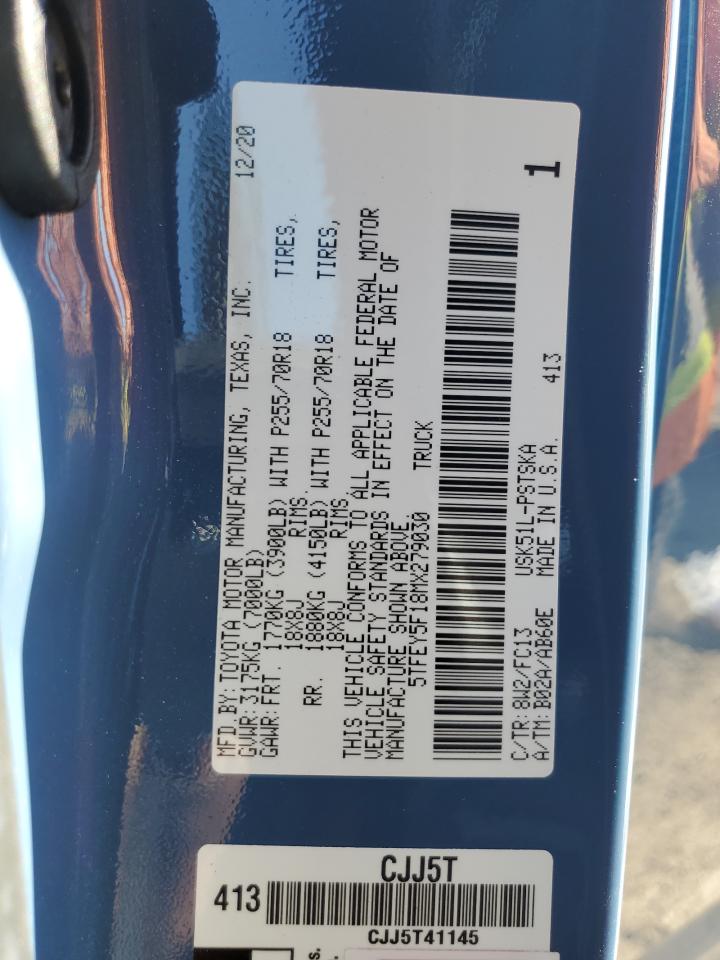 MFD. BY: TOYOTA MOTOR MANUFACTURING, TEXAS, INC. 12/20
GVWR: 3175KG (7000LB)
GAWR: FRT. 1770KG (3900LB) WITH P255/70R18 TIRES,
18X8J RIMS.
RR. 1880KG (4150LB) WITH P255/70R18 TIRES,
18X8J RIMS.
THIS VEHICLE CONFORMS TO ALL APPLICABLE FEDERAL MOTOR
VEHICLE SAFETY STANDARDS IN EFFECT ON THE DATE OF
MANUFACTURE SHOWN ABOVE.
5TFEY5F18MX279030 TRUCK
C/TR: 8W2/FC13 USK51L-PSTSKA 413
A/TM: B02A/AB60E MADE IN U.S.A. 1
CJJ5T
413
CJJ5T41145
s.